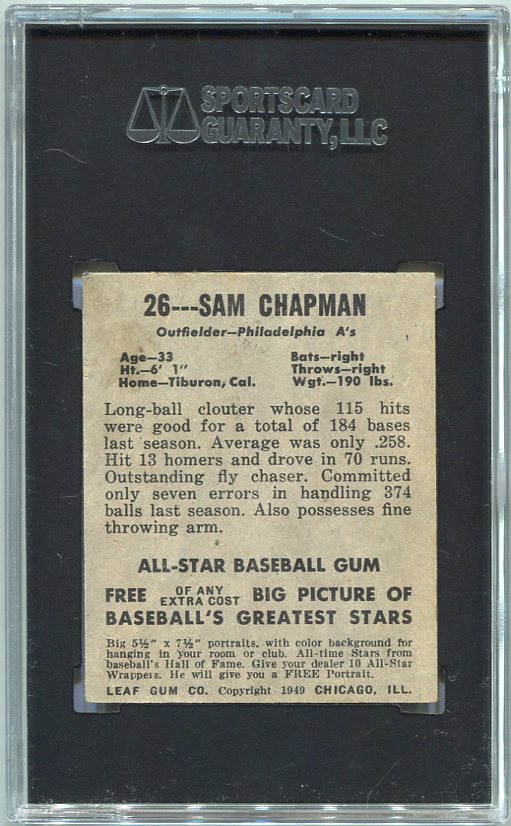 SPORTSCARD
GUARANTY, LLC
26---SAM CHAPMAN
Outfielder—Philadelphia A's
Age—33 Bats—right
Ht.—6' 1" Throws—right
Home—Tiburon, Cal. Wgt.—190 lbs.
Long-ball clouter whose 115 hits
were good for a total of 184 bases
last season. Average was only .258.
Hit 13 homers and drove in 70 runs.
Outstanding fly chaser. Committed
only seven errors in handling 374
balls last season. Also possesses fine
throwing arm.
ALL-STAR BASEBALL GUM
FREE OF ANY EXTRA COST BIG PICTURE OF
BASEBALL'S GREATEST STARS
Big 5½" x 7½" portraits, with color background for
hanging in your room or club. All-time Stars from
baseball's Hall of Fame. Give your dealer 10 All-Star
Wrappers. He will give you a FREE Portrait.
LEAF GUM CO. Copyright 1949 CHICAGO, ILL.